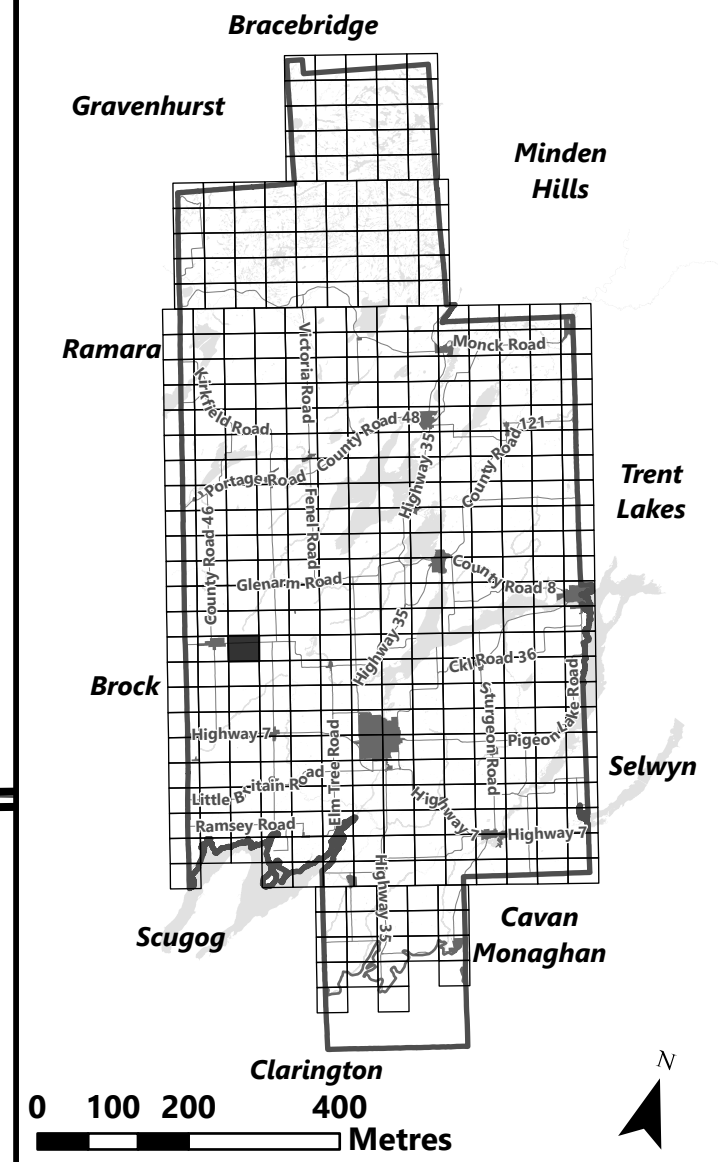 Bracebridge
Gravenhurst
Minden
Hills
Ramara
Monck Road
Victoria Road
Kirkfield Road
County Road 48
County Road 121
Highway 35
Portage Road
Trent
Lakes
Fenel Road
County Road 46
Glenarm Road
County Road 8
Highway 35
Ckl Road 36
Brock
Sturgeon Road
Pigeon Lake Road
Highway 7
Elm Tree Road
Selwyn
Little Britain Road
Ramsey Road
Highway 7
Highway 7
Highway 35
Scugog
Cavan
Monaghan
Clarington
N
0 100 200 400
Metres